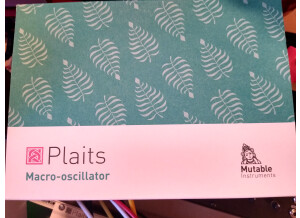 Plaits
Macro-oscillator
Mutable
Instruments